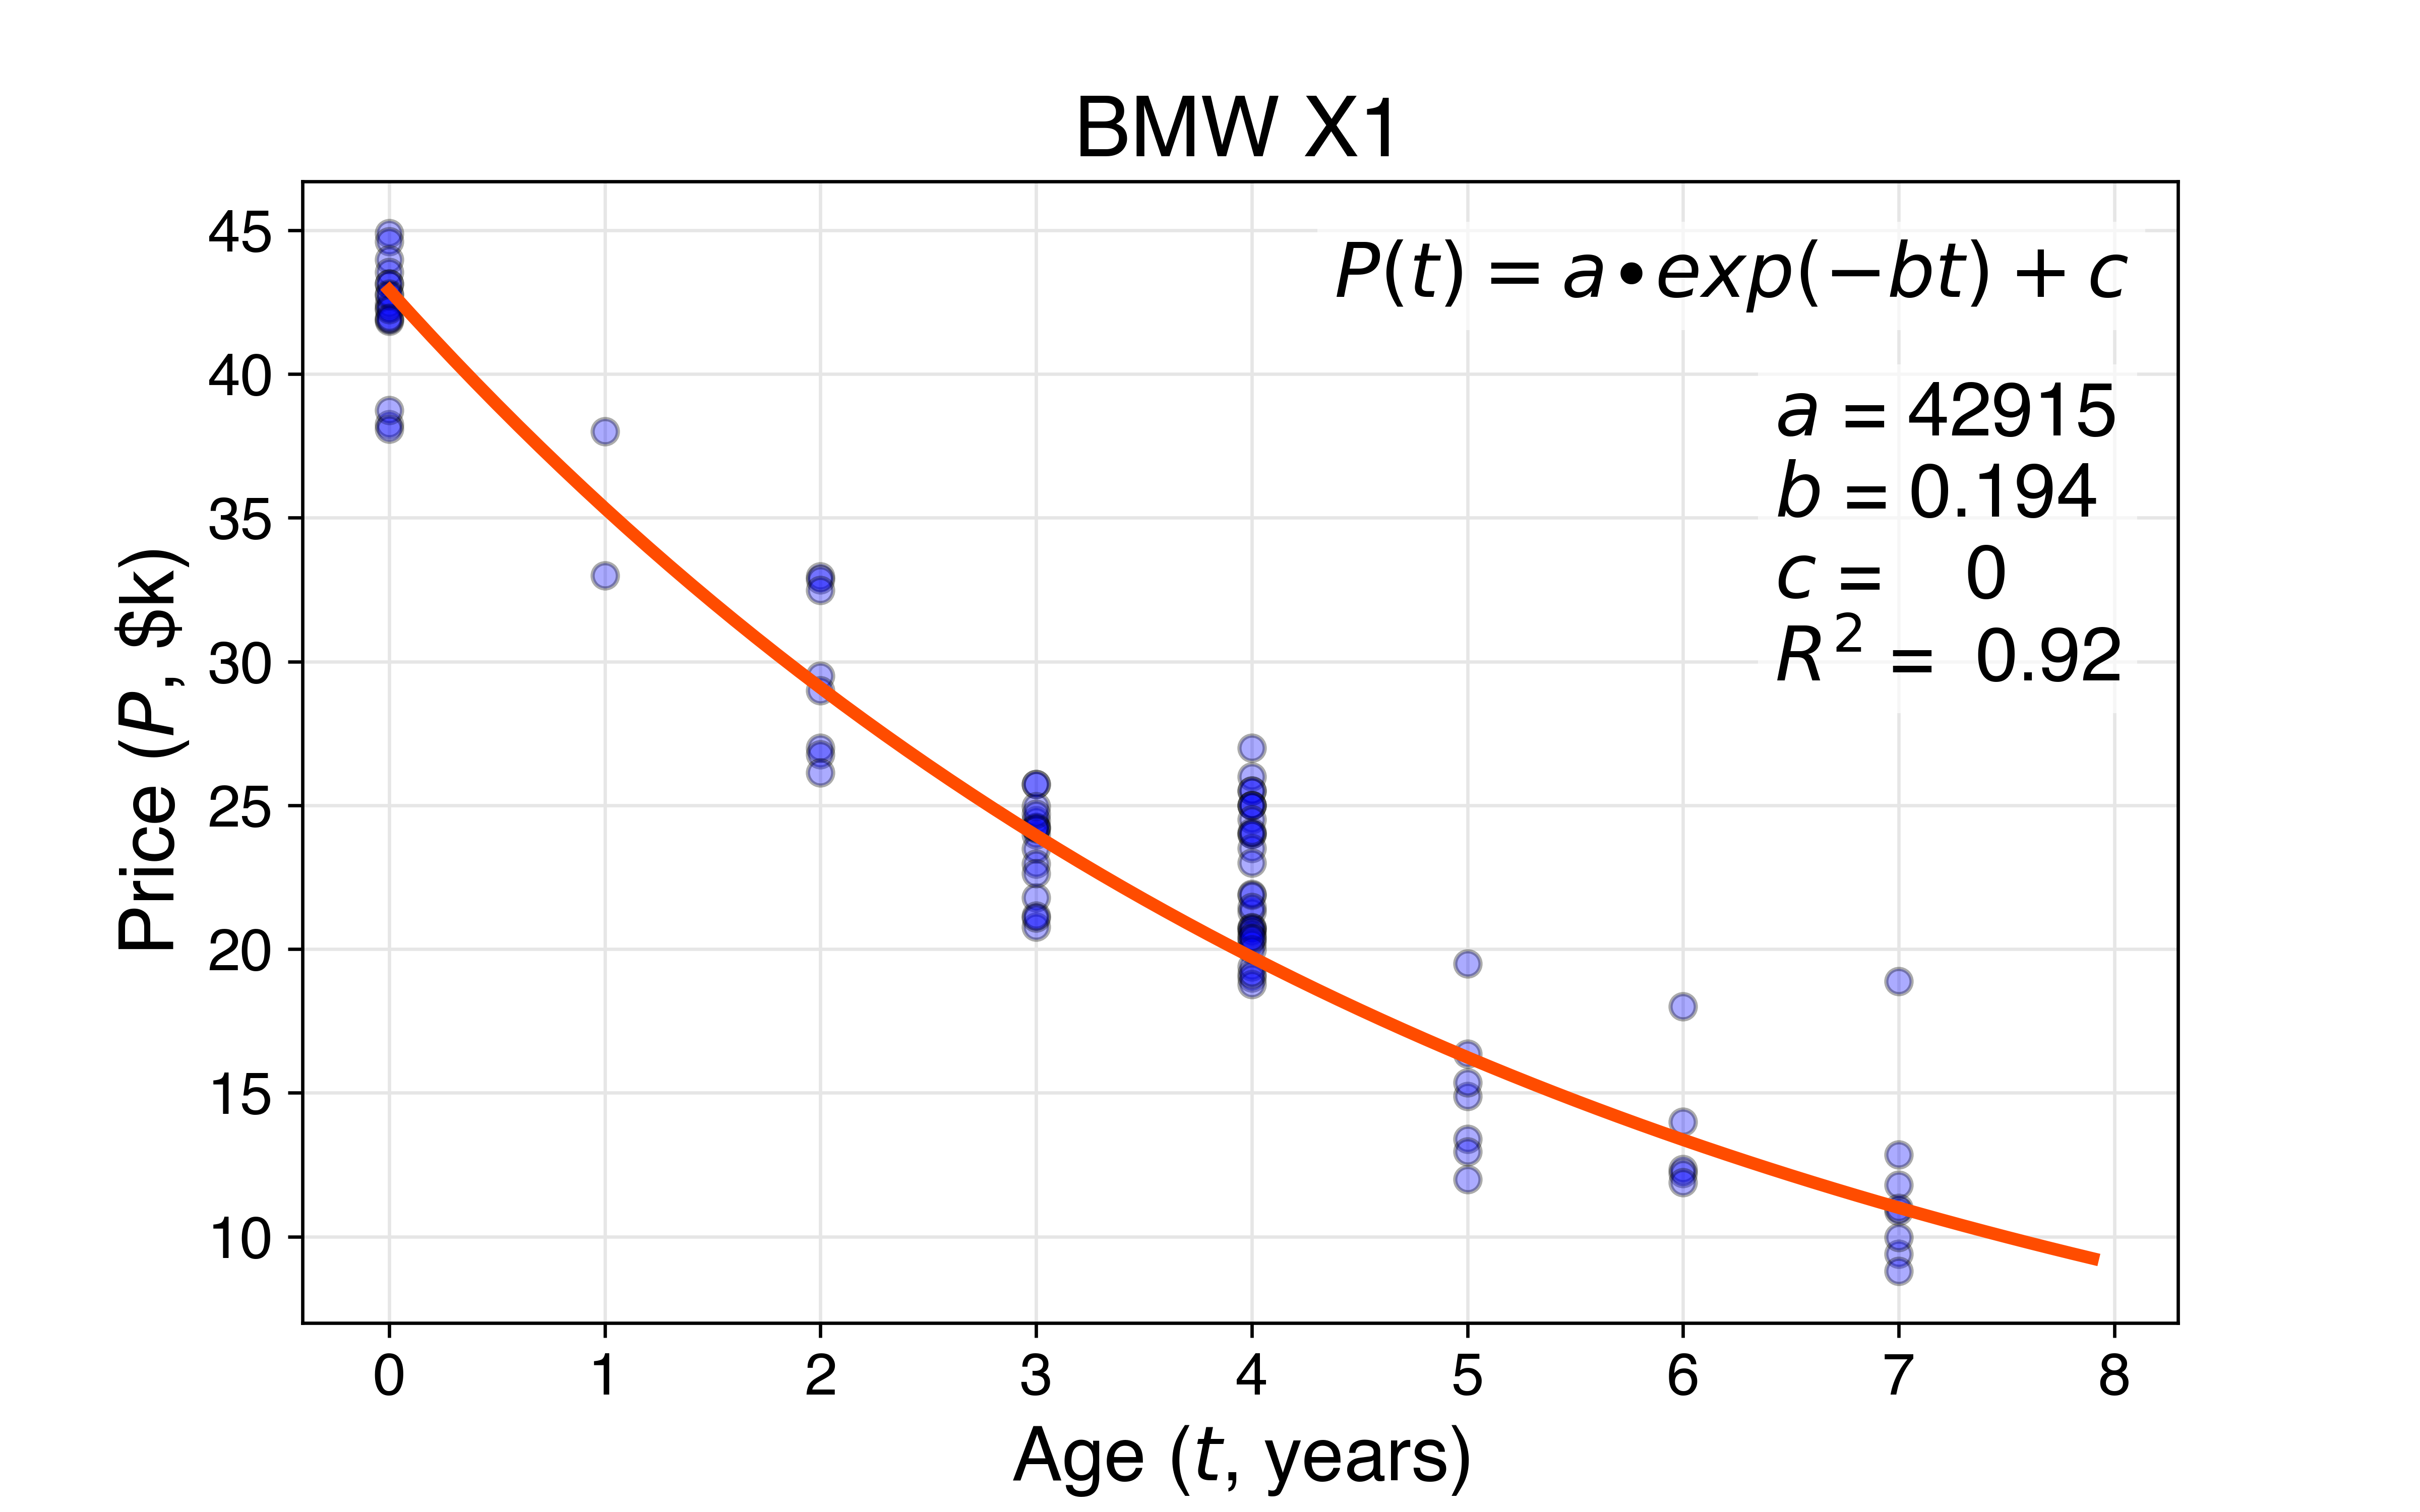 BMW X1
P(t) = a•exp(−bt) + c
a = 42915
b = 0.194
c = 0
R² = 0.92
Price (P, $k)
45
40
35
30
25
20
15
10
0 1 2 3 4 5 6 7 8
Age (t, years)